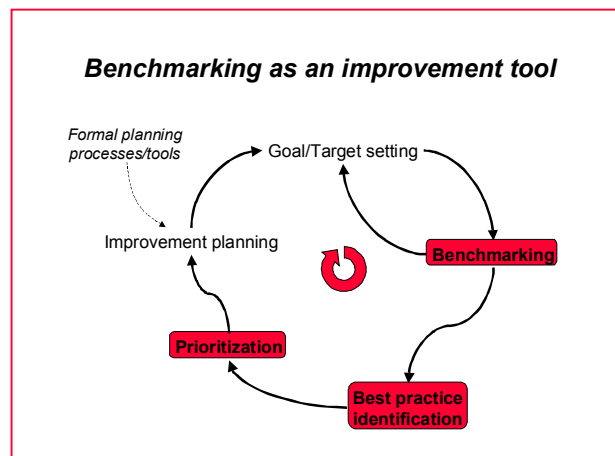 Benchmarking as an improvement tool
Formal planning
processes/tools
Goal/Target setting
Improvement planning
Benchmarking
Prioritization
Best practice
identification